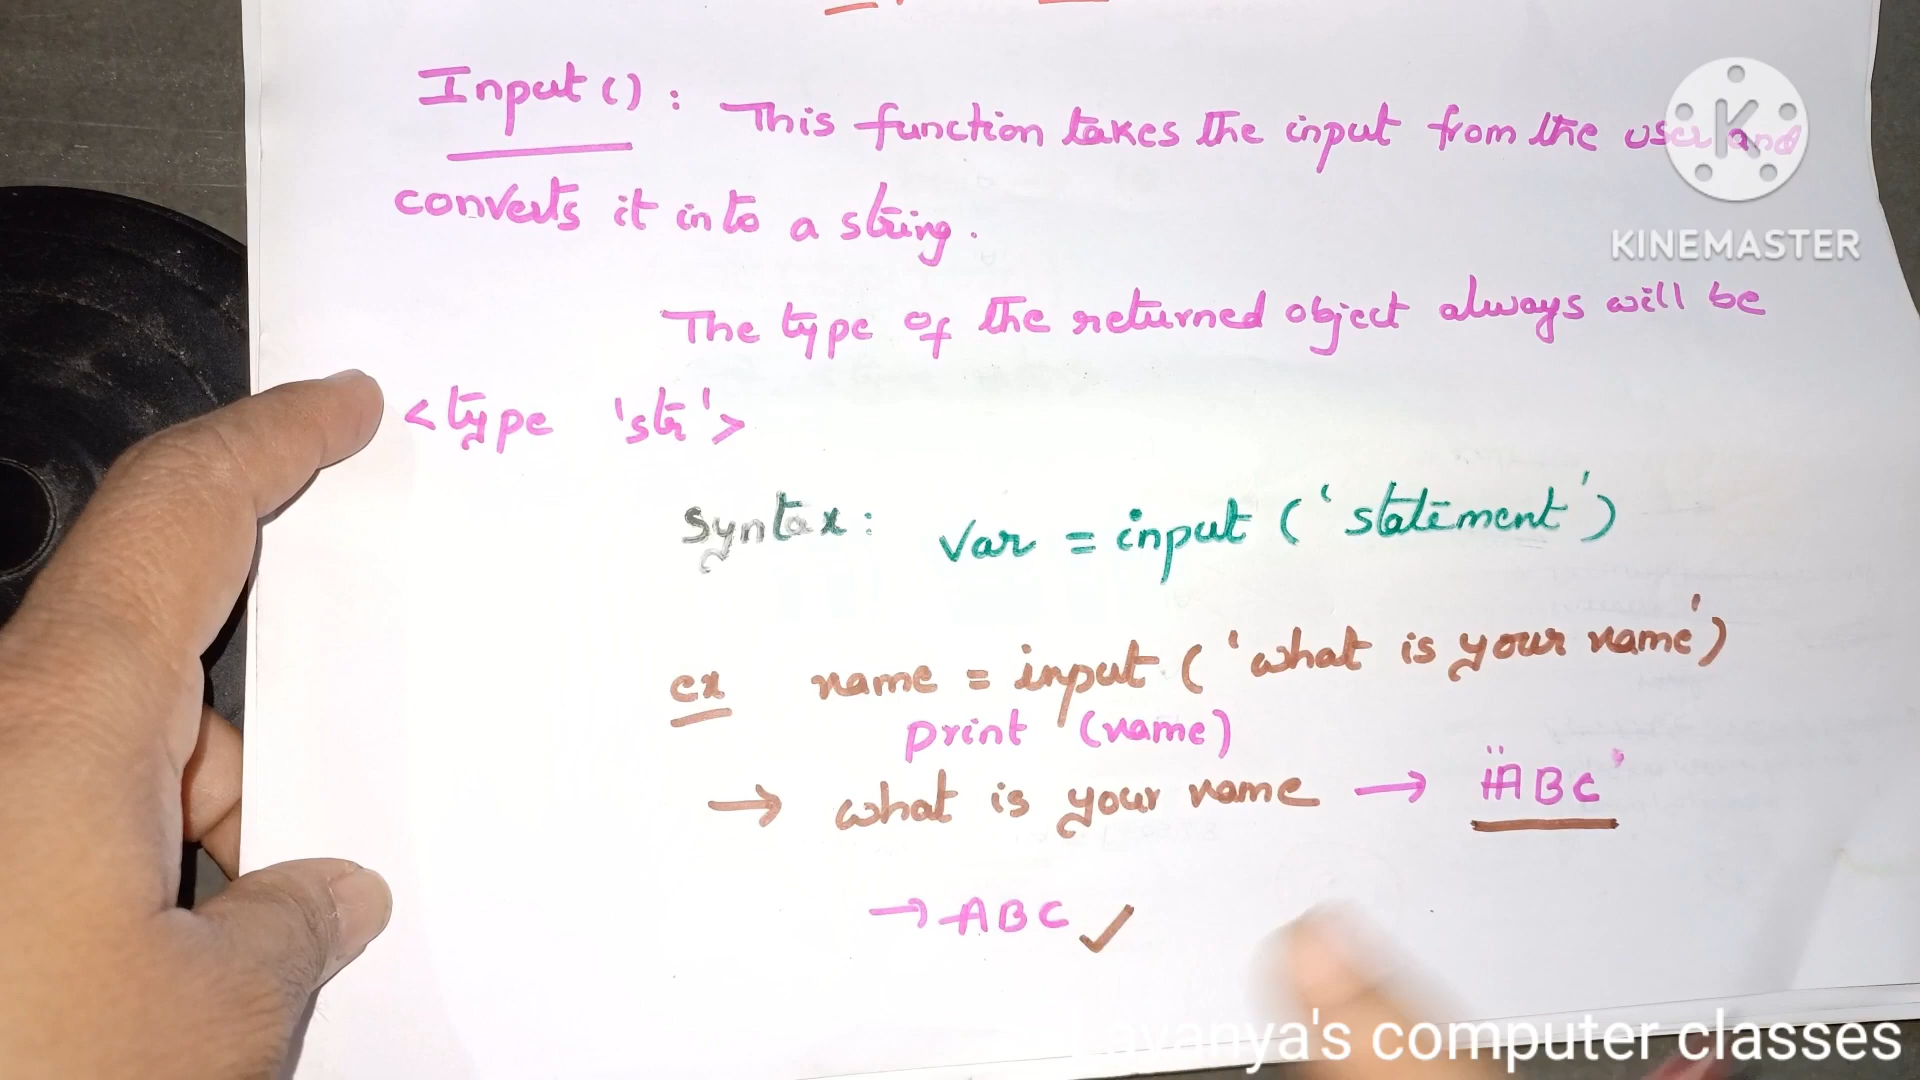 Input() : This function takes the input from the user and
converts it into a string.
The type of the returned object always will be
<type 'str'>
Syntax: var = input ('statement')
ex name = input ('what is your name')
print (name)
→ what is your name → "ABC"
→ ABC ✓
KINEMASTER
Lavanya's computer classes